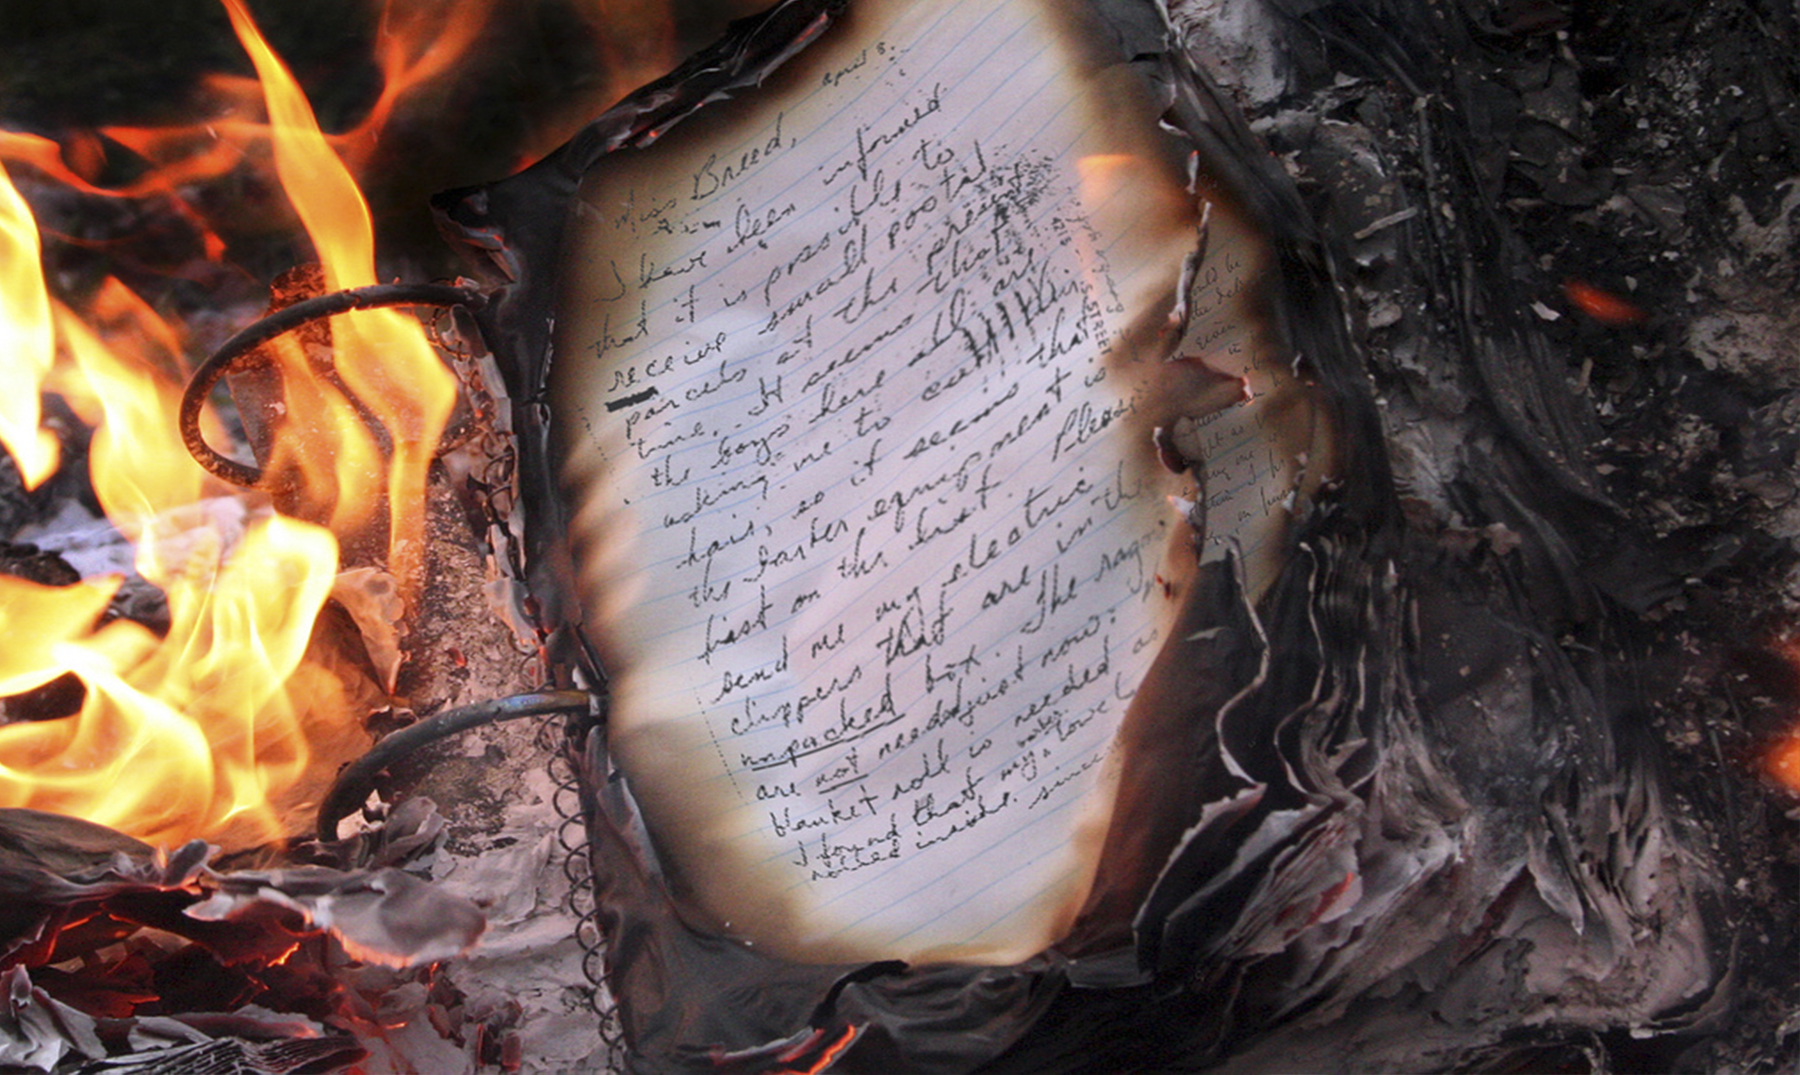 april 8.
Miss Breed,
I have been informed
that it is possible to
receive small postal
parcels at the present
time. It seems that
the boys here all are
asking me to cut their
hair, so it seems that
the barber equipment is
first on the list. Please
send me my electric
clippers that are in the
unpacked box. The razors
are not needed just now.
blanket roll is needed as
I found that my towels
rolled inside. since
STREET